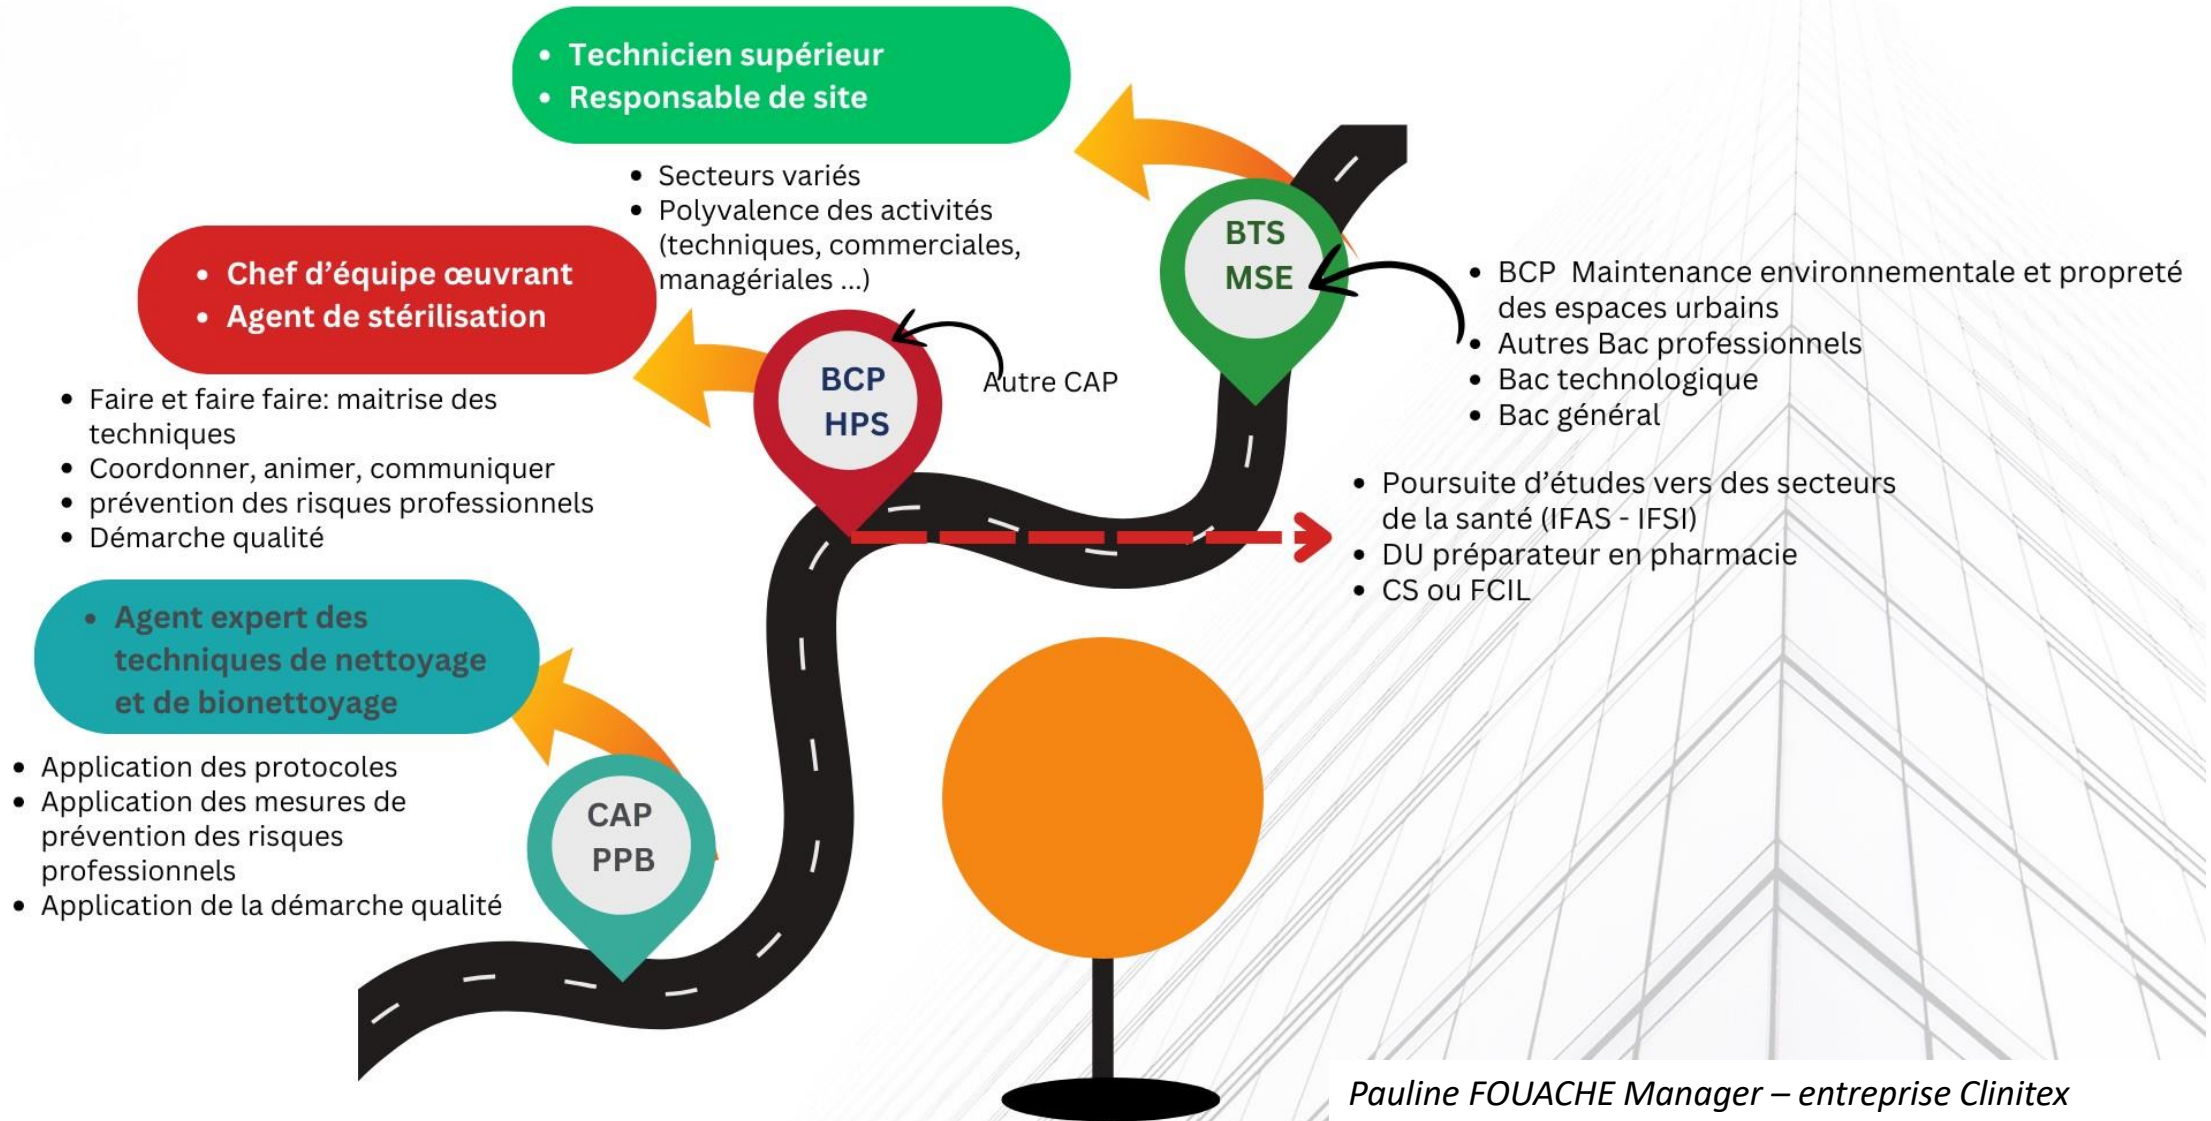 • Technicien supérieur
• Responsable de site
• Secteurs variés
• Polyvalence des activités
(techniques, commerciales,
managériales ...)
BTS
MSE
• BCP Maintenance environnementale et propreté
des espaces urbains
• Autres Bac professionnels
• Bac technologique
• Bac général
• Chef d’équipe œuvrant
• Agent de stérilisation
• Faire et faire faire: maitrise des
techniques
• Coordonner, animer, communiquer
• prévention des risques professionnels
• Démarche qualité
BCP
HPS
Autre CAP
• Poursuite d’études vers des secteurs
de la santé (IFAS - IFSI)
• DU préparateur en pharmacie
• CS ou FCIL
• Agent expert des
techniques de nettoyage
et de bionettoyage
• Application des protocoles
• Application des mesures de
prévention des risques
professionnels
• Application de la démarche qualité
CAP
PPB
Pauline FOUACHE Manager – entreprise Clinitex